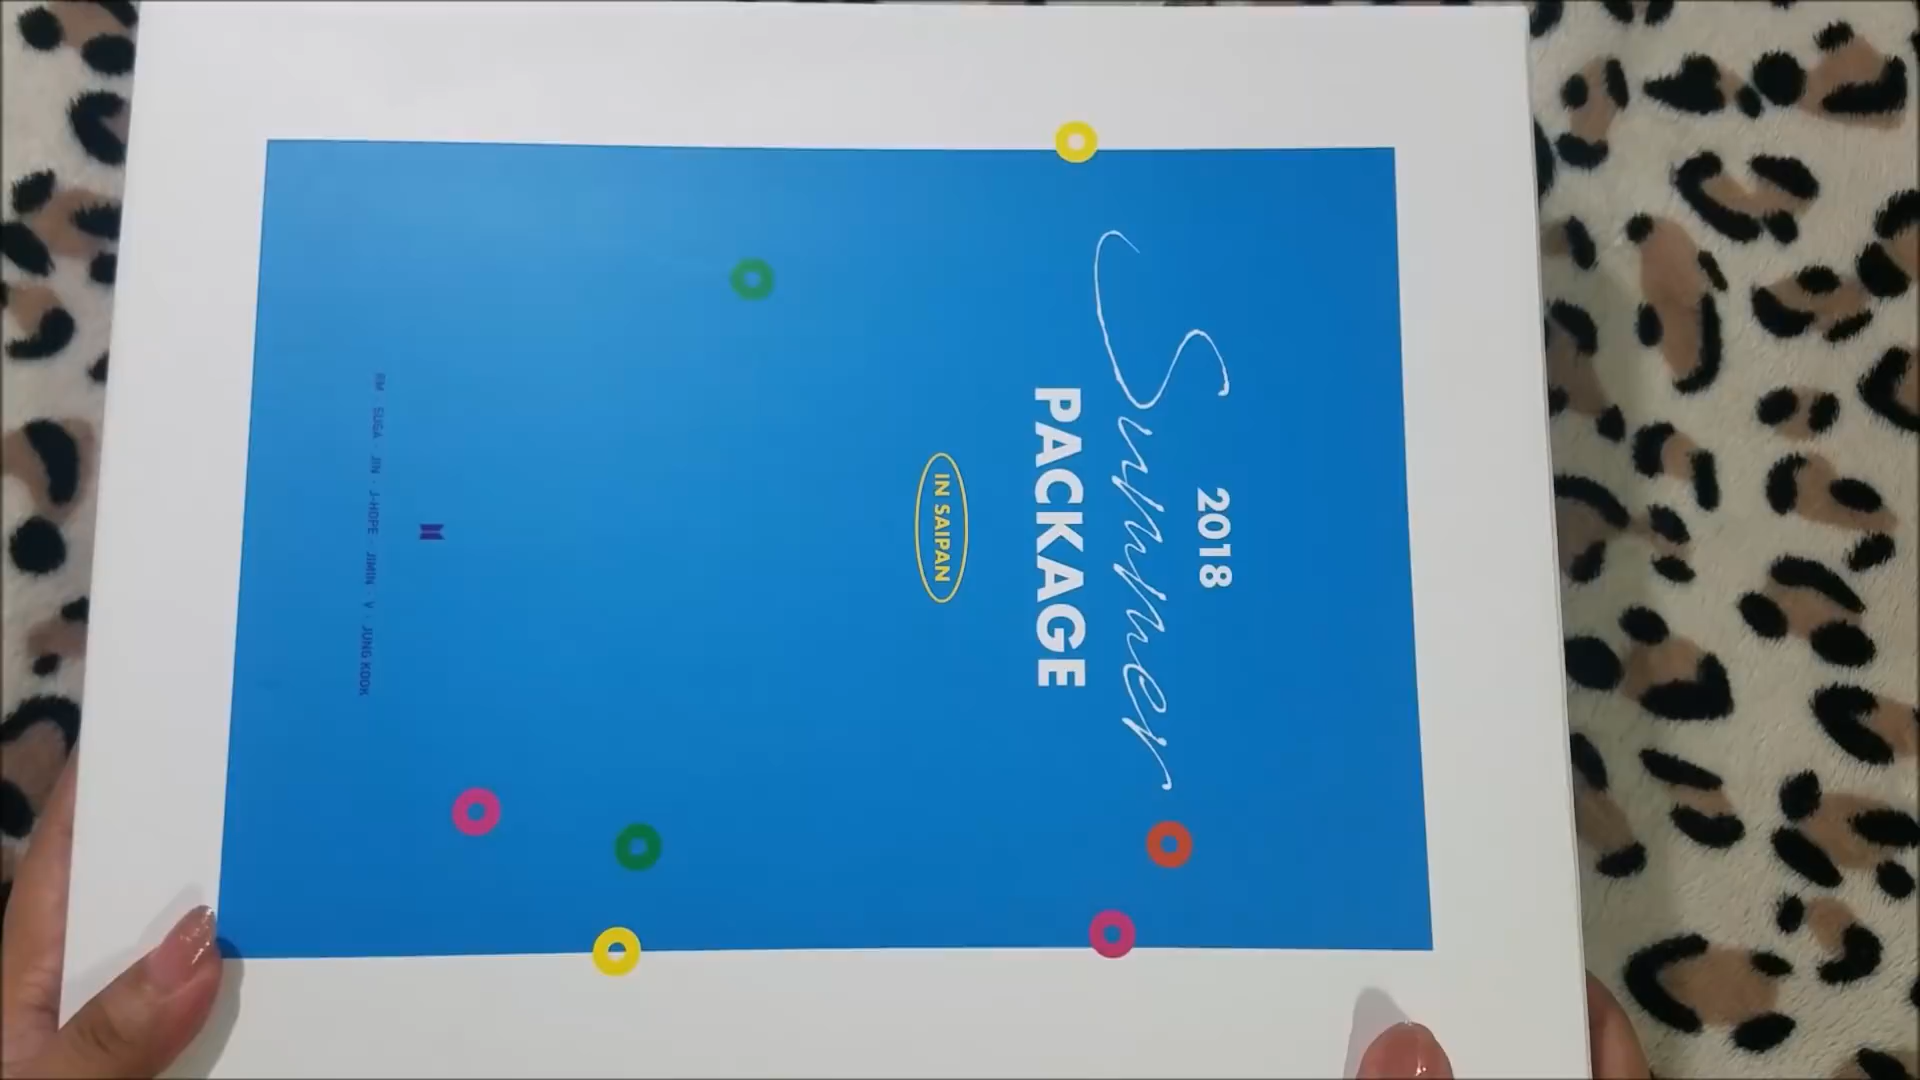 2018
Summer
PACKAGE
IN SAIPAN
RM · SUGA · JIN · J-HOPE · JIMIN · V · JUNG KOOK